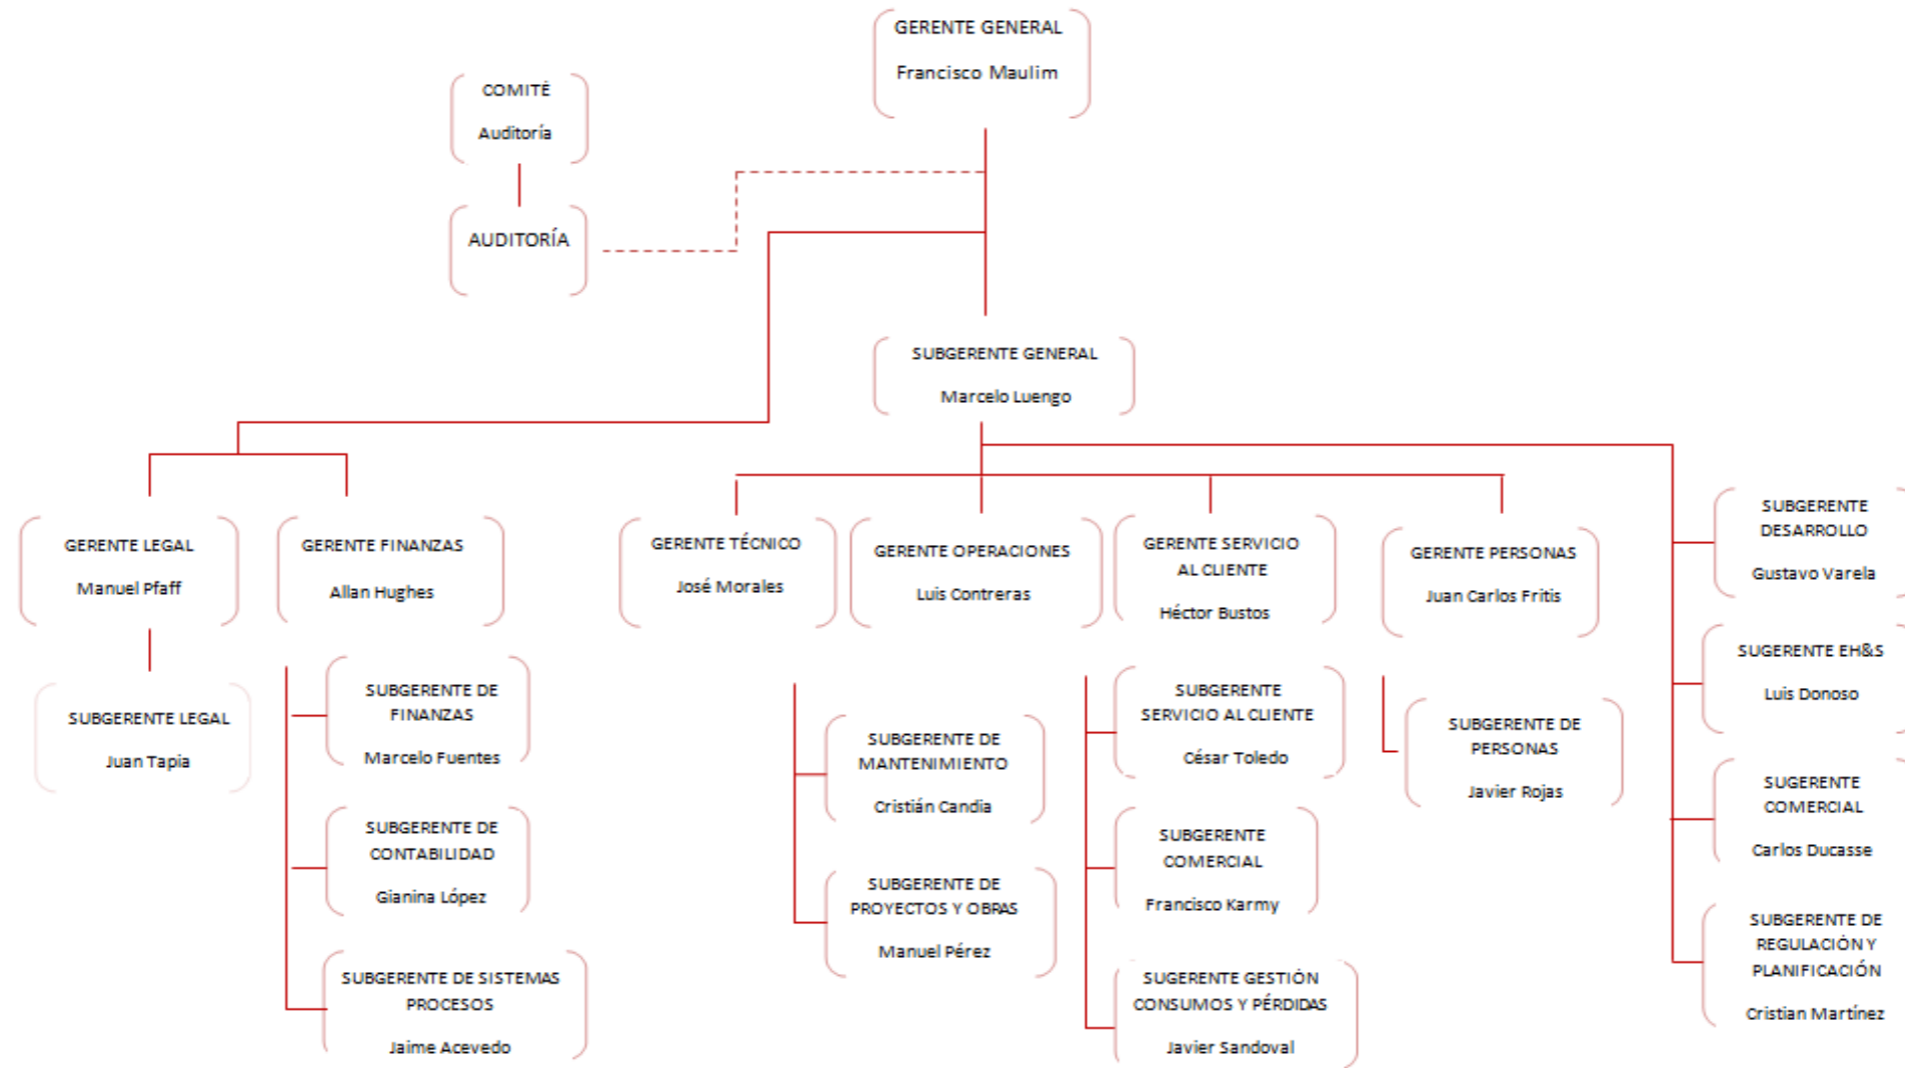 GERENTE GENERAL
Francisco Maulim
COMITÉ
Auditoría
AUDITORÍA
SUBGERENTE GENERAL
Marcelo Luengo
GERENTE LEGAL
Manuel Pfaff
GERENTE FINANZAS
Allan Hughes
GERENTE TÉCNICO
José Morales
GERENTE OPERACIONES
Luis Contreras
GERENTE SERVICIO
AL CLIENTE
Héctor Bustos
GERENTE PERSONAS
Juan Carlos Fritis
SUBGERENTE
DESARROLLO
Gustavo Varela
SUGERENTE EH&S
Luis Donoso
SUGERENTE
COMERCIAL
Carlos Ducasse
SUBGERENTE DE
REGULACIÓN Y
PLANIFICACIÓN
Cristian Martínez
SUBGERENTE LEGAL
Juan Tapia
SUBGERENTE DE
FINANZAS
Marcelo Fuentes
SUBGERENTE DE
CONTABILIDAD
Gianina López
SUBGERENTE DE SISTEMAS
PROCESOS
Jaime Acevedo
SUBGERENTE DE
MANTENIMIENTO
Cristián Candia
SUBGERENTE DE
PROYECTOS Y OBRAS
Manuel Pérez
SUBGERENTE
SERVICIO AL CLIENTE
César Toledo
SUBGERENTE
COMERCIAL
Francisco Karmy
SUGERENTE GESTIÓN
CONSUMOS Y PÉRDIDAS
Javier Sandoval
SUBGERENTE DE
PERSONAS
Javier Rojas